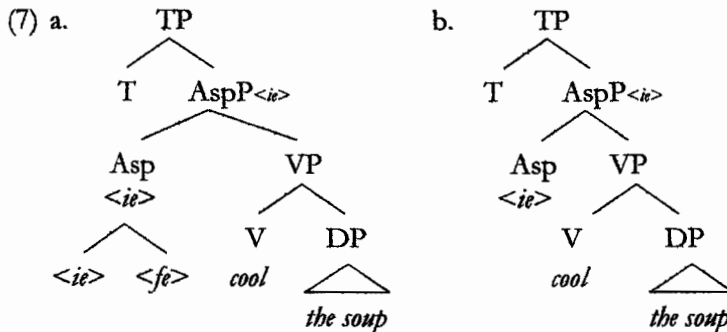 (7) a. TP b. TP
T AspP<ie> T AspP<ie>
Asp VP Asp VP
<ie> <ie>
V DP V DP
<ie> <fe> cool cool
the soup the soup